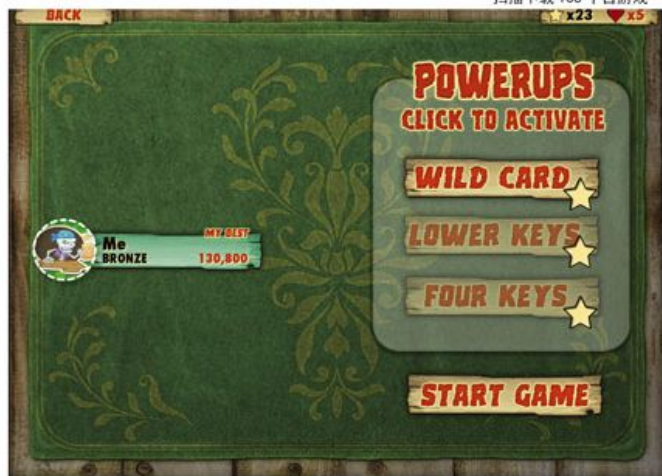 BACK
x23 x5
POWERUPS
CLICK TO ACTIVATE
WILD CARD
LOWER KEYS
FOUR KEYS
START GAME
MY BEST
Me
BRONZE 130,800